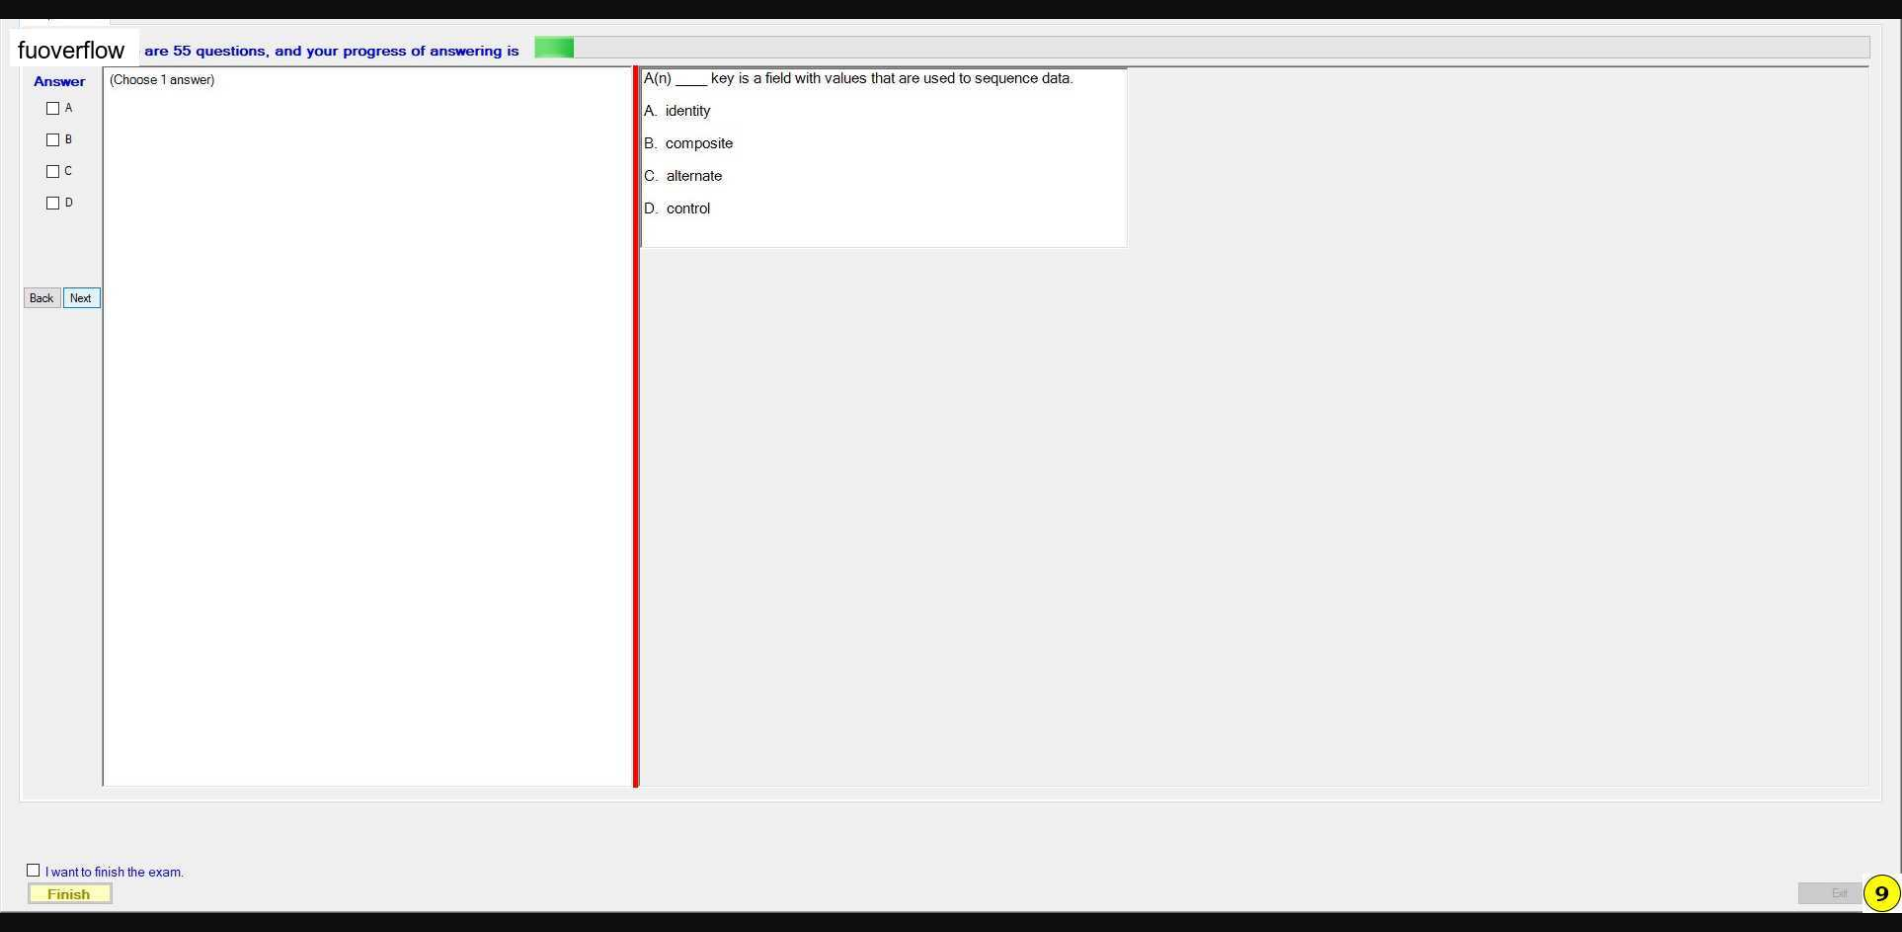 fuoverflow are 55 questions, and your progress of answering is
Answer
(Choose 1 answer)
A
B
C
D
Back Next
A(n) ____ key is a field with values that are used to sequence data.
A. identity
B. composite
C. alternate
D. control
I want to finish the exam.
Finish
Exit
9